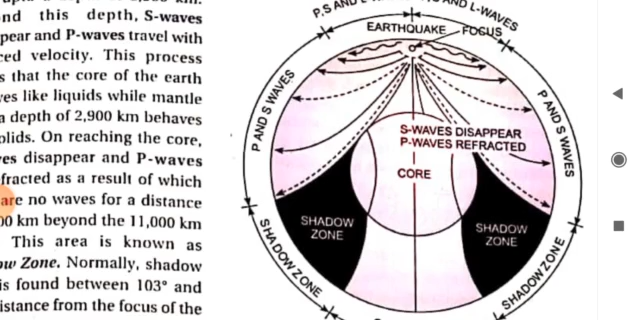 nd this depth, S-waves
pear and P-waves travel with
ced velocity. This process
s that the core of the earth
ves like liquids while mantle
a depth of 2,900 km behaves
olids. On reaching the core,
es disappear and P-waves
fracted as a result of which
are no waves for a distance
00 km beyond the 11,000 km
This area is known as
ow Zone. Normally, shadow
is found between 103° and
istance from the focus of the
L-WAVES
EARTHQUAKE FOCUS
P AND S WAVES
P AND S WAVES
S-WAVES DISAPPEAR
P-WAVES REFRACTED
CORE
SHADOW
ZONE
SHADOW
ZONE
SHADOW ZONE
SHADOW ZONE